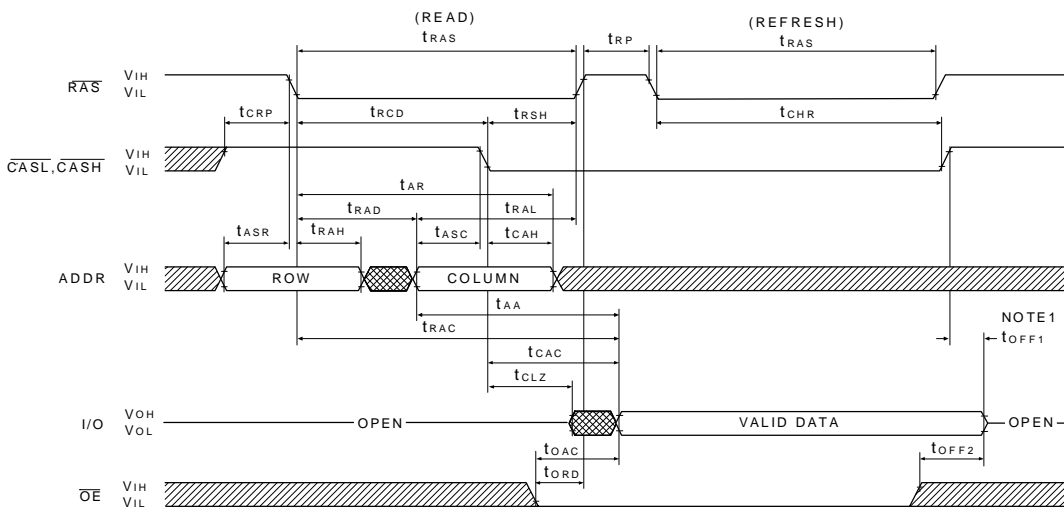 (READ) (REFRESH)
tRAS tRP tRAS
RAS VIH
VIL
tCRP tRCD tRSH tCHR
CASL,CASH VIH
VIL
tAR
tRAD tRAL
tASR tRAH tASC tCAH
ADDR VIH
VIL
ROW COLUMN
tAA
NOTE1
tRAC tOFF1
tCAC
tCLZ
I/O VOH
VOL
OPEN VALID DATA OPEN
tOAC tOFF2
tORD
OE VIH
VIL